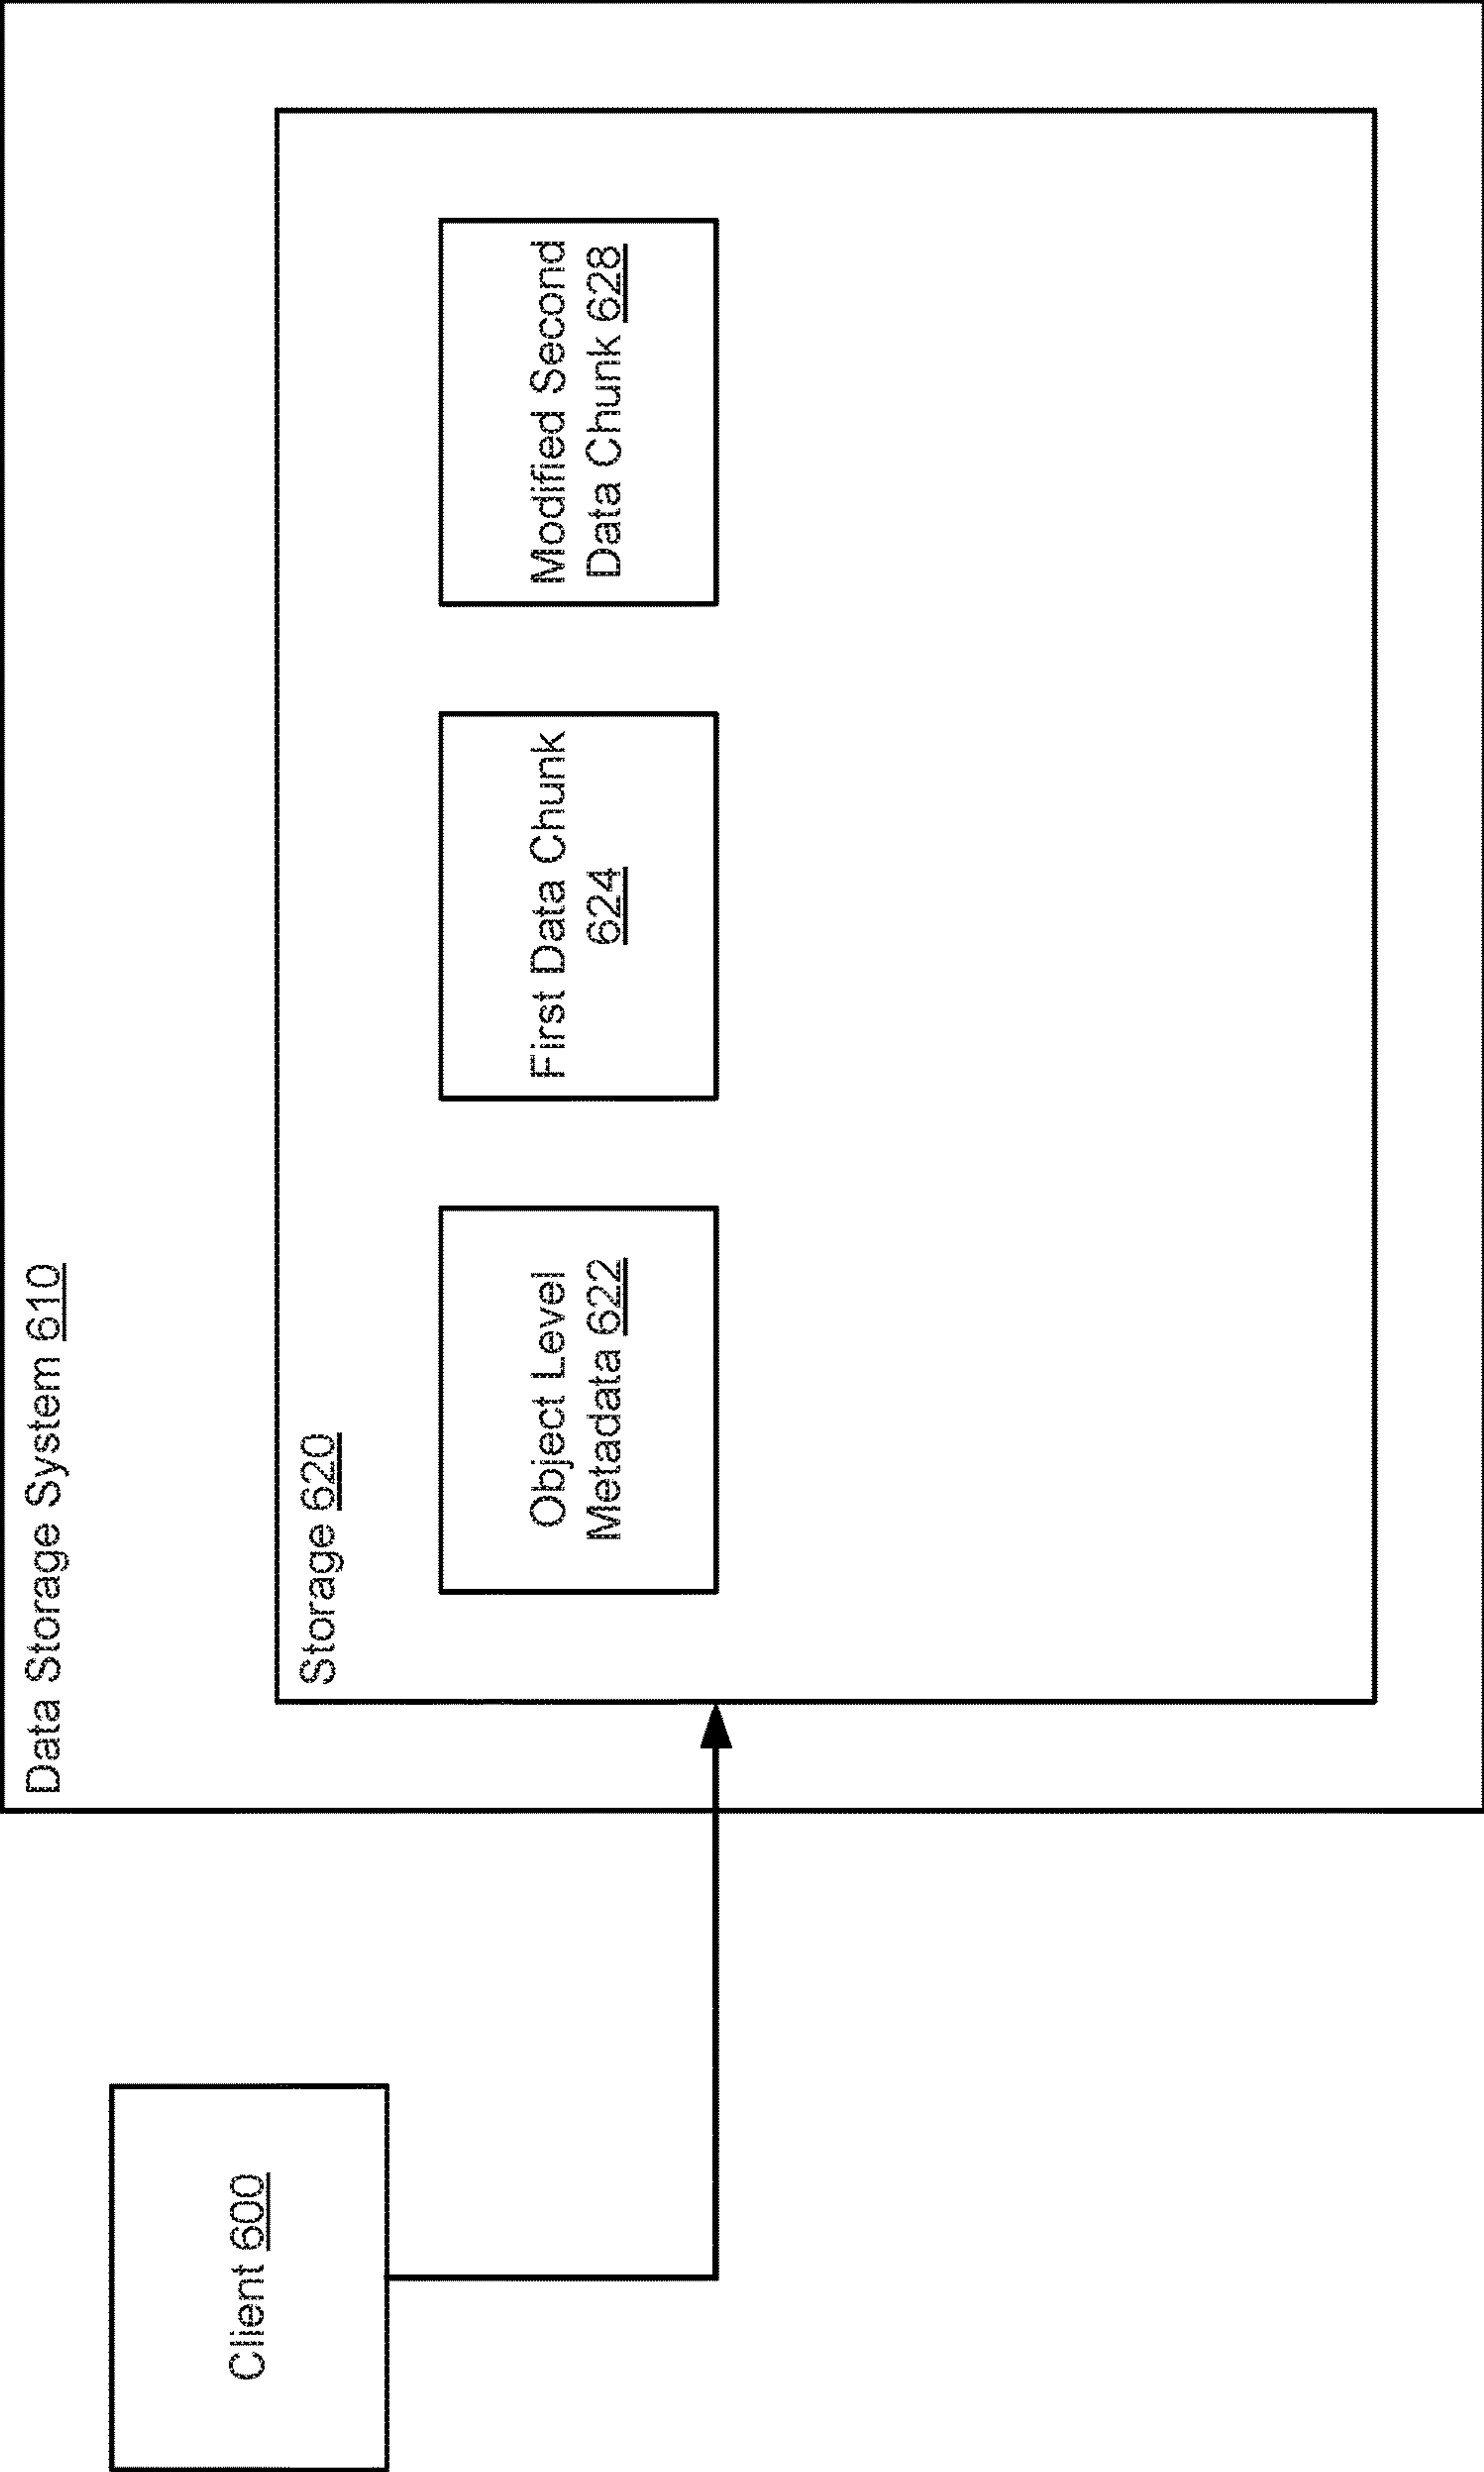 Data Storage System 610
Storage 620
Client 600
Object Level
Metadata 622
First Data Chunk
624
Modified Second
Data Chunk 628